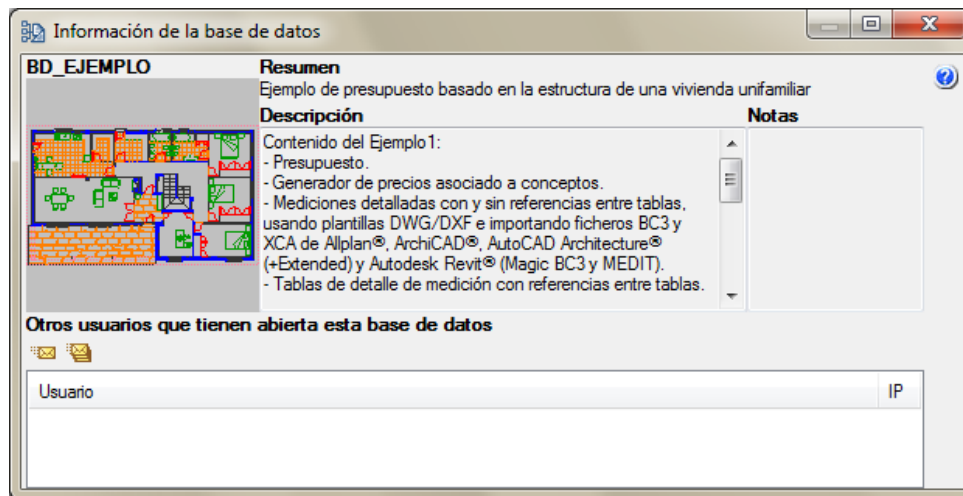 Información de la base de datos
BD_EJEMPLO
Resumen
Ejemplo de presupuesto basado en la estructura de una vivienda unifamiliar
Descripción
Notas
Contenido del Ejemplo1:
- Presupuesto.
- Generador de precios asociado a conceptos.
- Mediciones detalladas con y sin referencias entre tablas,
usando plantillas DWG/DXF e importando ficheros BC3 y
XCA de Allplan®, ArchiCAD®, AutoCAD Architecture®
(+Extended) y Autodesk Revit® (Magic BC3 y MEDIT).
- Tablas de detalle de medición con referencias entre tablas.
Otros usuarios que tienen abierta esta base de datos
Usuario
IP